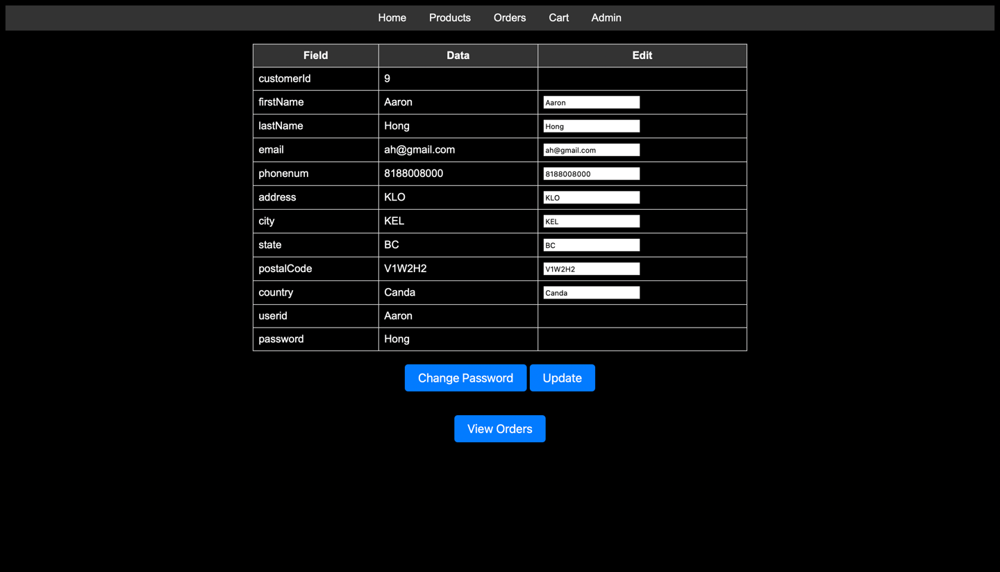 Home Products Orders Cart Admin
Field Data Edit
customerId 9
firstName Aaron Aaron
lastName Hong Hong
email ah@gmail.com ah@gmail.com
phonenum 8188008000 8188008000
address KLO KLO
city KEL KEL
state BC BC
postalCode V1W2H2 V1W2H2
country Canda Canda
userid Aaron
password Hong
Change Password Update
View Orders